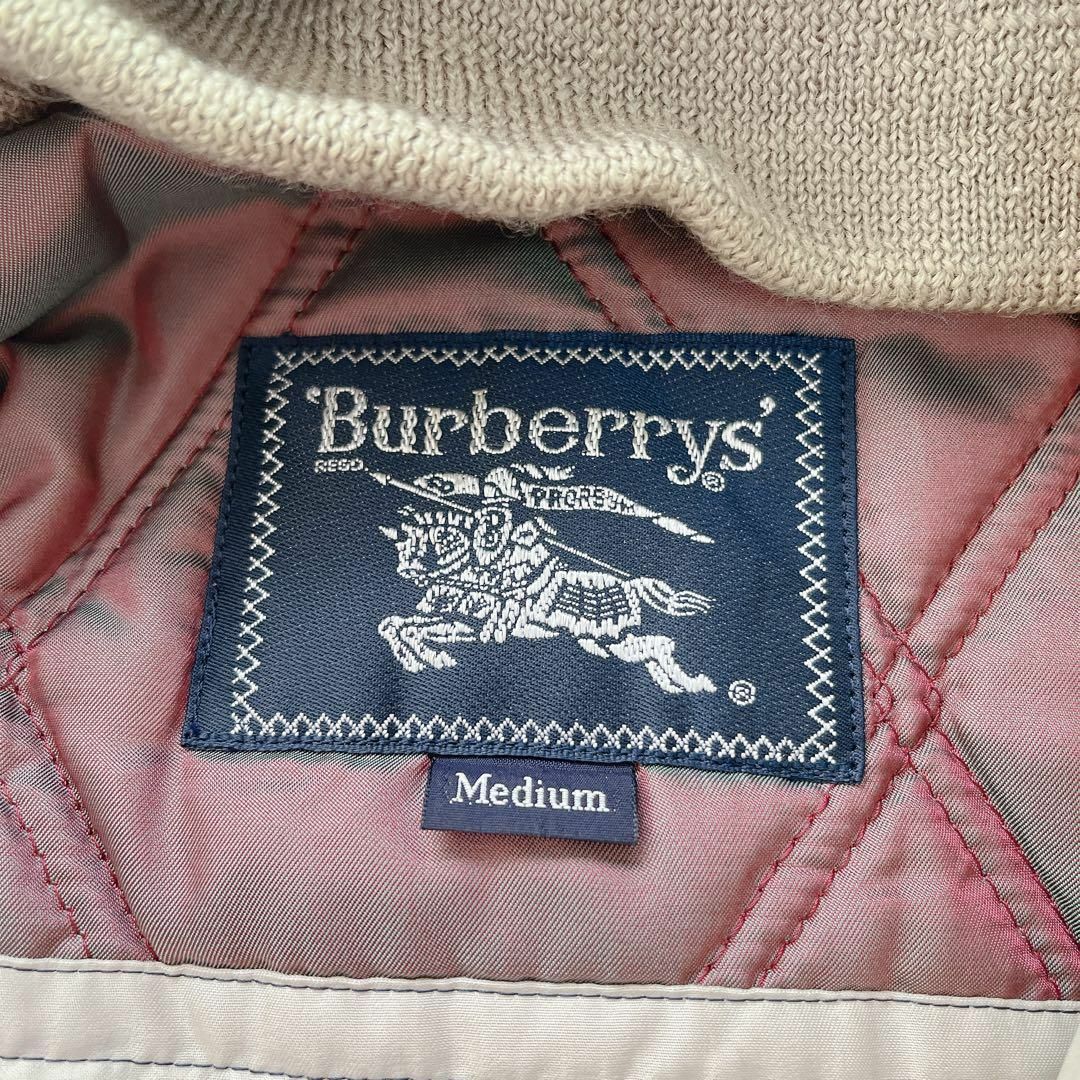 'Burberrys'
REGD.
®
PRORSUM
®
Medium